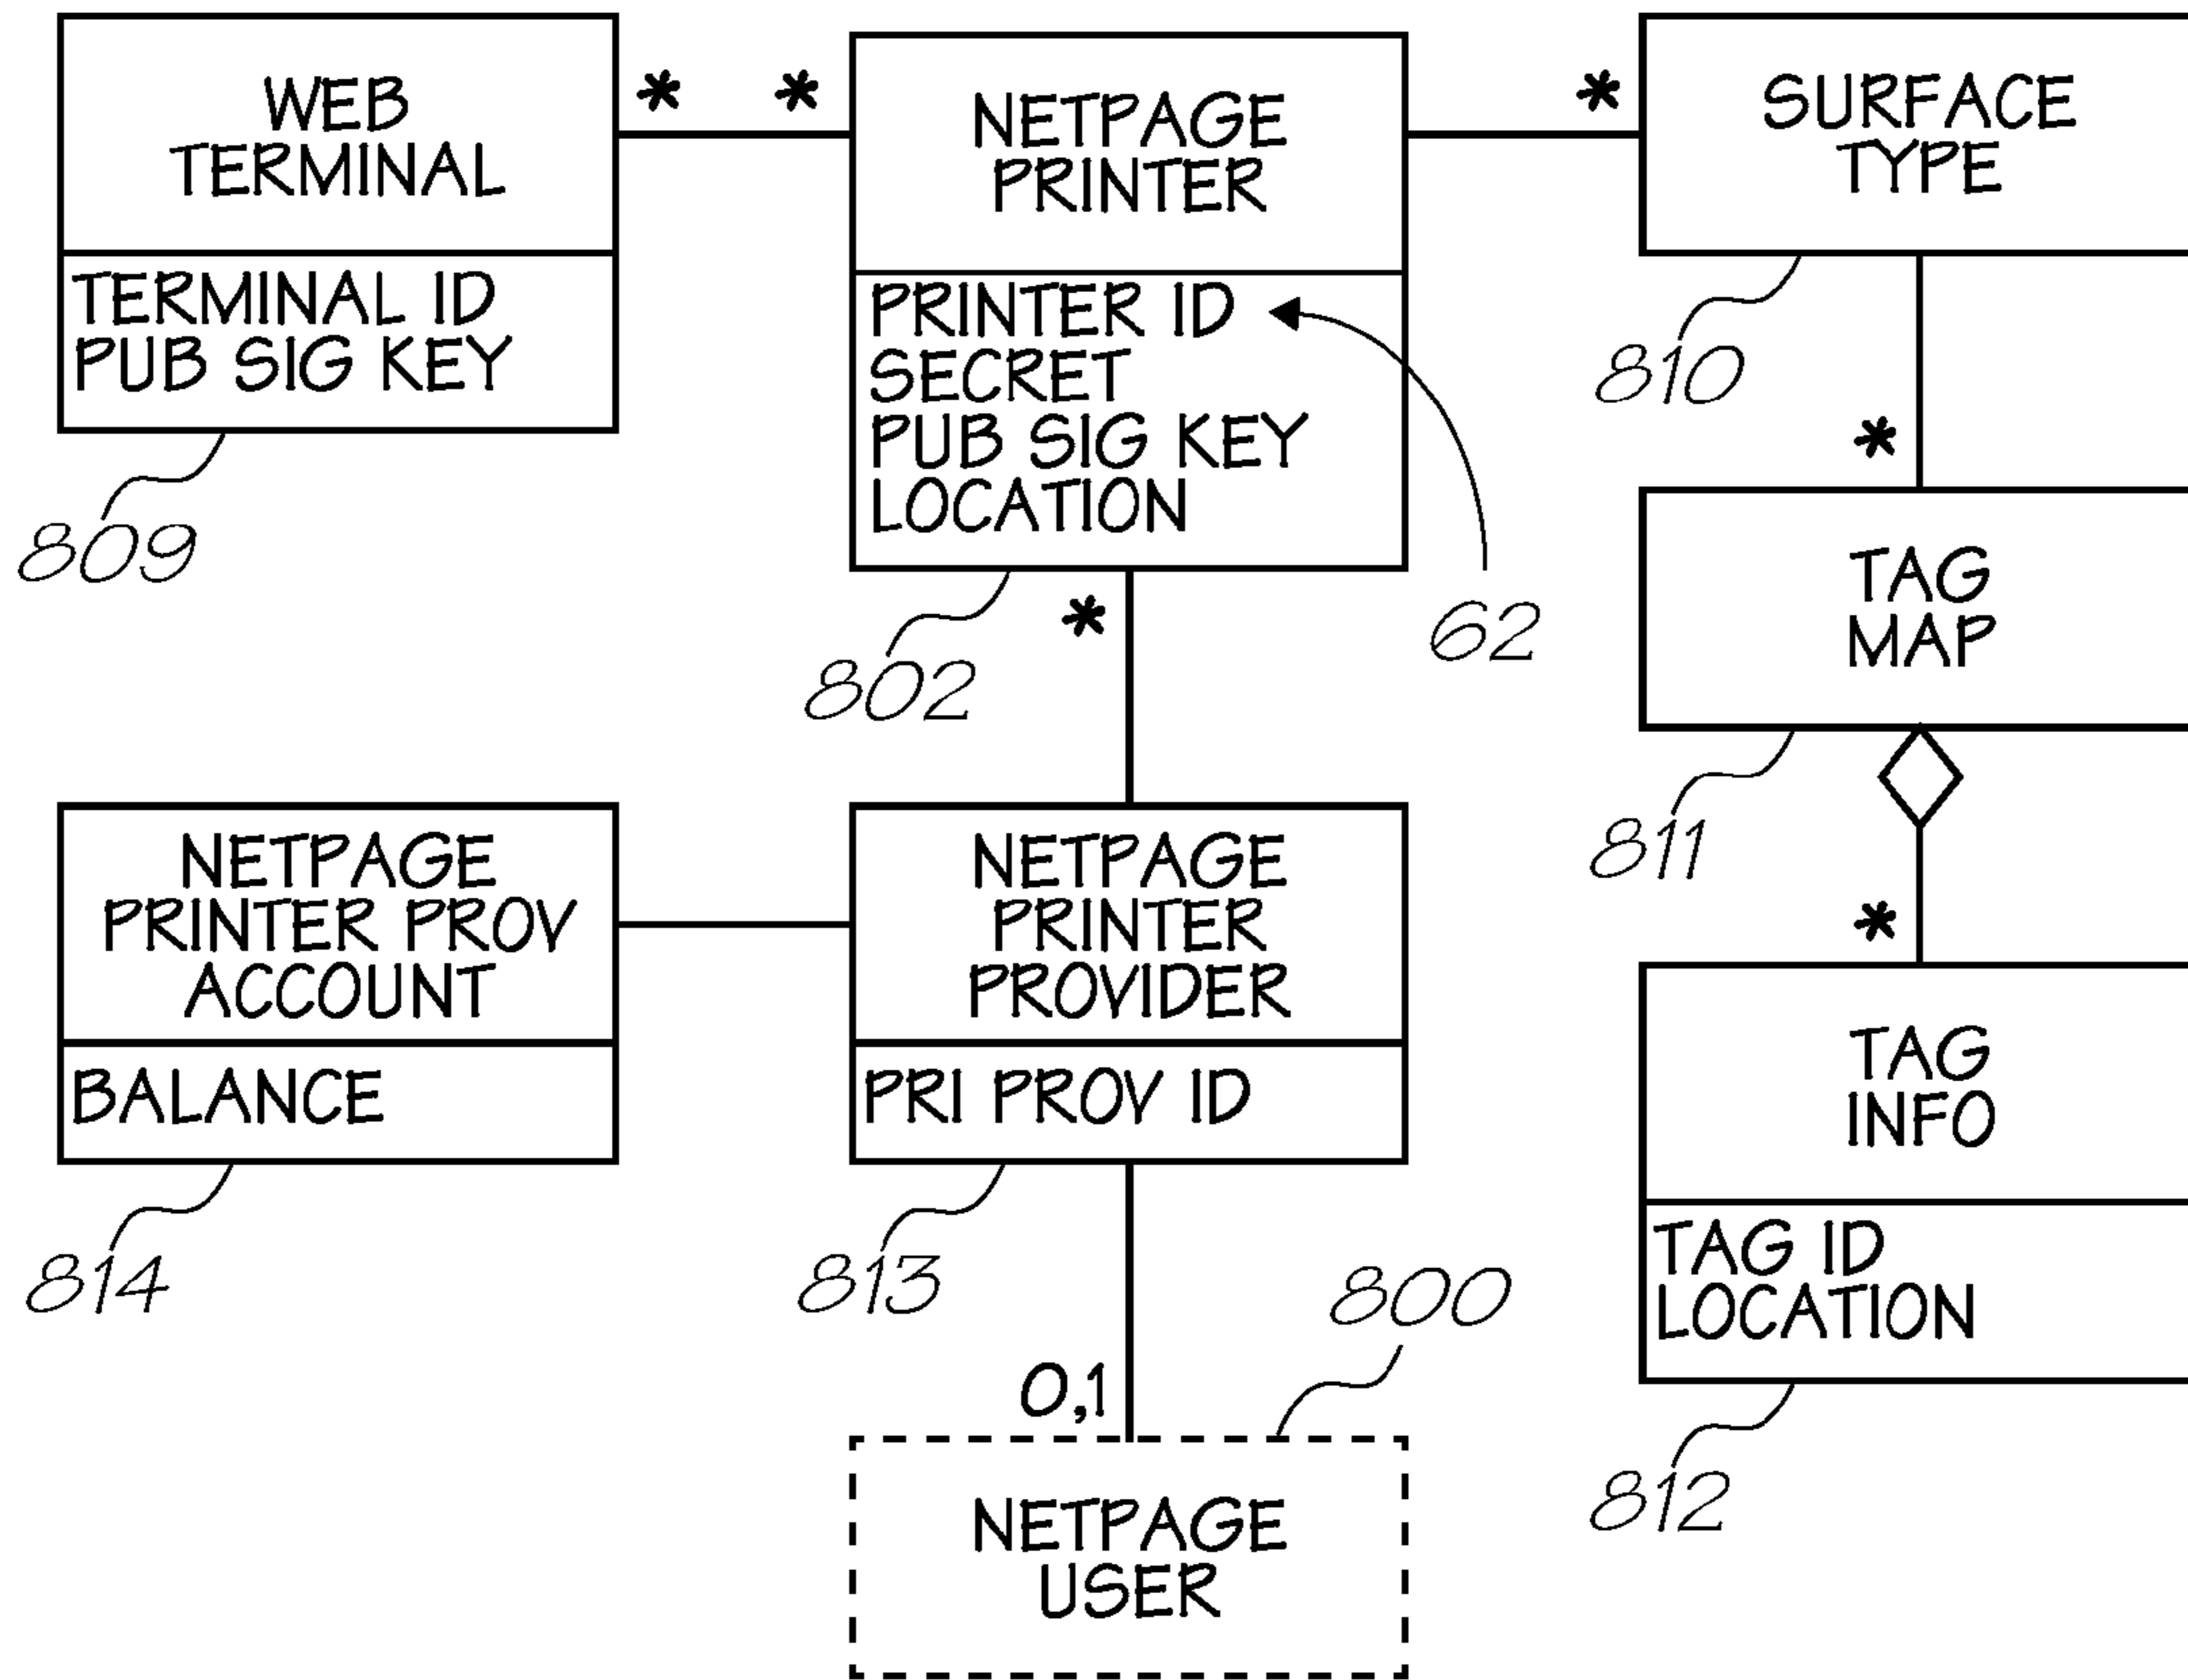 WEB
TERMINAL
TERMINAL ID
PUB SIG KEY
809
*
*
NETPAGE
PRINTER
PRINTER ID
SECRET
PUB SIG KEY
LOCATION
62
802
*
*
SURFACE
TYPE
810
*
TAG
MAP
811
*
NETPAGE
PRINTER PROV
ACCOUNT
BALANCE
814
NETPAGE
PRINTER
PROVIDER
PRI PROV ID
813
TAG
INFO
TAG ID
LOCATION
812
800
0,1
NETPAGE
USER